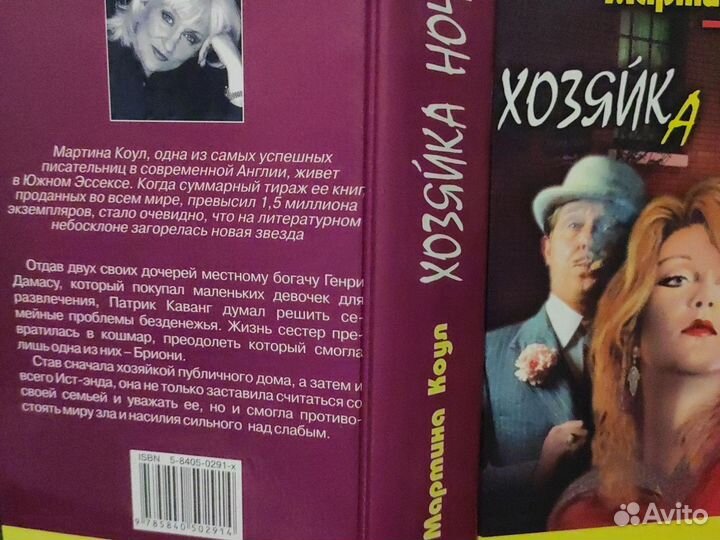 Мартина Коул, одна из самых успешных
писательниц в современной Англии, живет
в Южном Эссексе. Когда суммарный тираж ее книг,
проданных во всем мире, превысил 1,5 миллиона
экземпляров, стало очевидно, что на литературном
небосклоне загорелась новая звезда
Отдав двух своих дочерей местному богачу Генри
Дамасу, который покупал маленьких девочек для
развлечения, Патрик Каванг думал решить се-
мейные проблемы безденежья. Жизнь сестер пре-
вратилась в кошмар, преодолеть который смогла
лишь одна из них – Бриони.
Став сначала хозяйкой публичного дома, а затем и
всего Ист-энда, она не только заставила считаться со
своей семьей и уважать ее, но и смогла противо-
стоять миру зла и насилия сильного над слабым.
ISBN 5-8405-0291-X
9 785840 502914
Мартина Коул ХОЗЯЙКА НОЧ
Марти
ХОЗЯЙКА
Avito